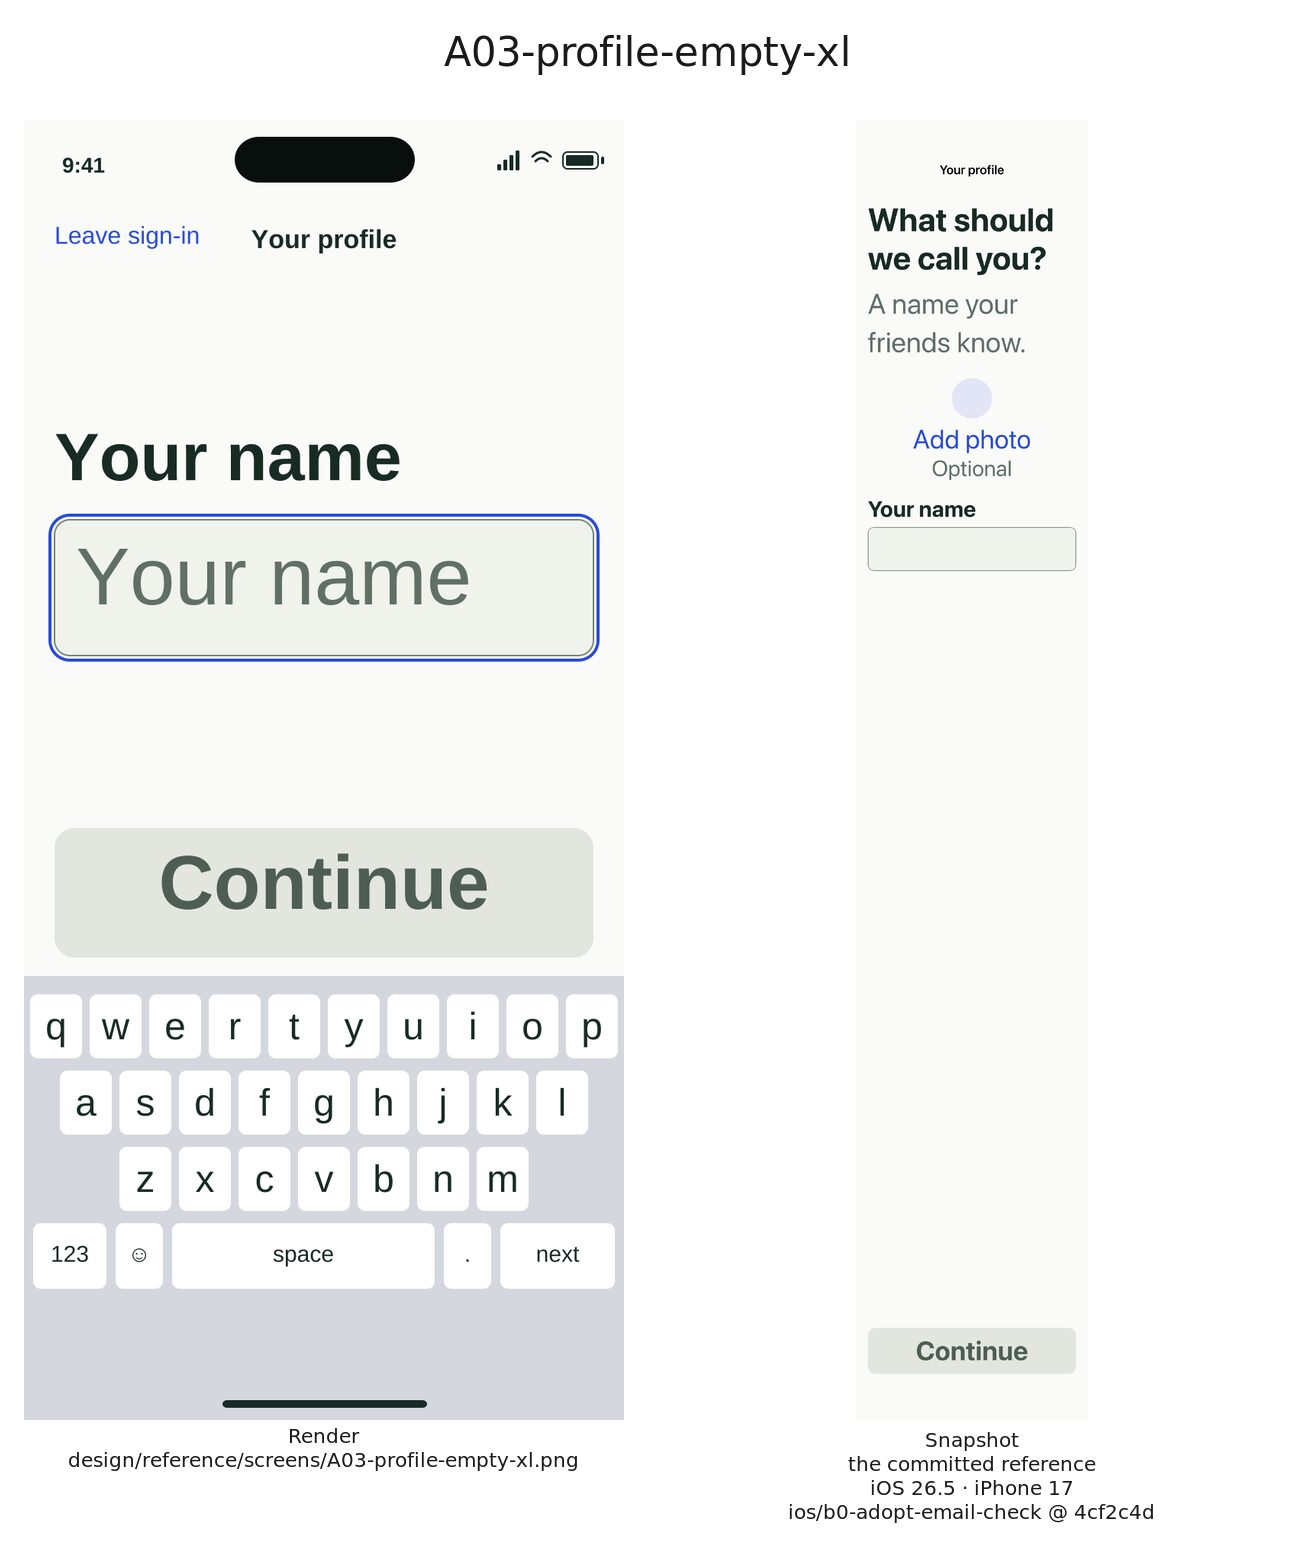 A03-profile-empty-xl
9:41
Leave sign-in
Your profile
Your name
Your name
Continue
q w e r t y u i o p
a s d f g h j k l
z x c v b n m
123 ☺ space . next
Render
design/reference/screens/A03-profile-empty-xl.png
Your profile
What should
we call you?
A name your
friends know.
Add photo
Optional
Your name
Continue
Snapshot
the committed reference
iOS 26.5 · iPhone 17
ios/b0-adopt-email-check @ 4cf2c4d